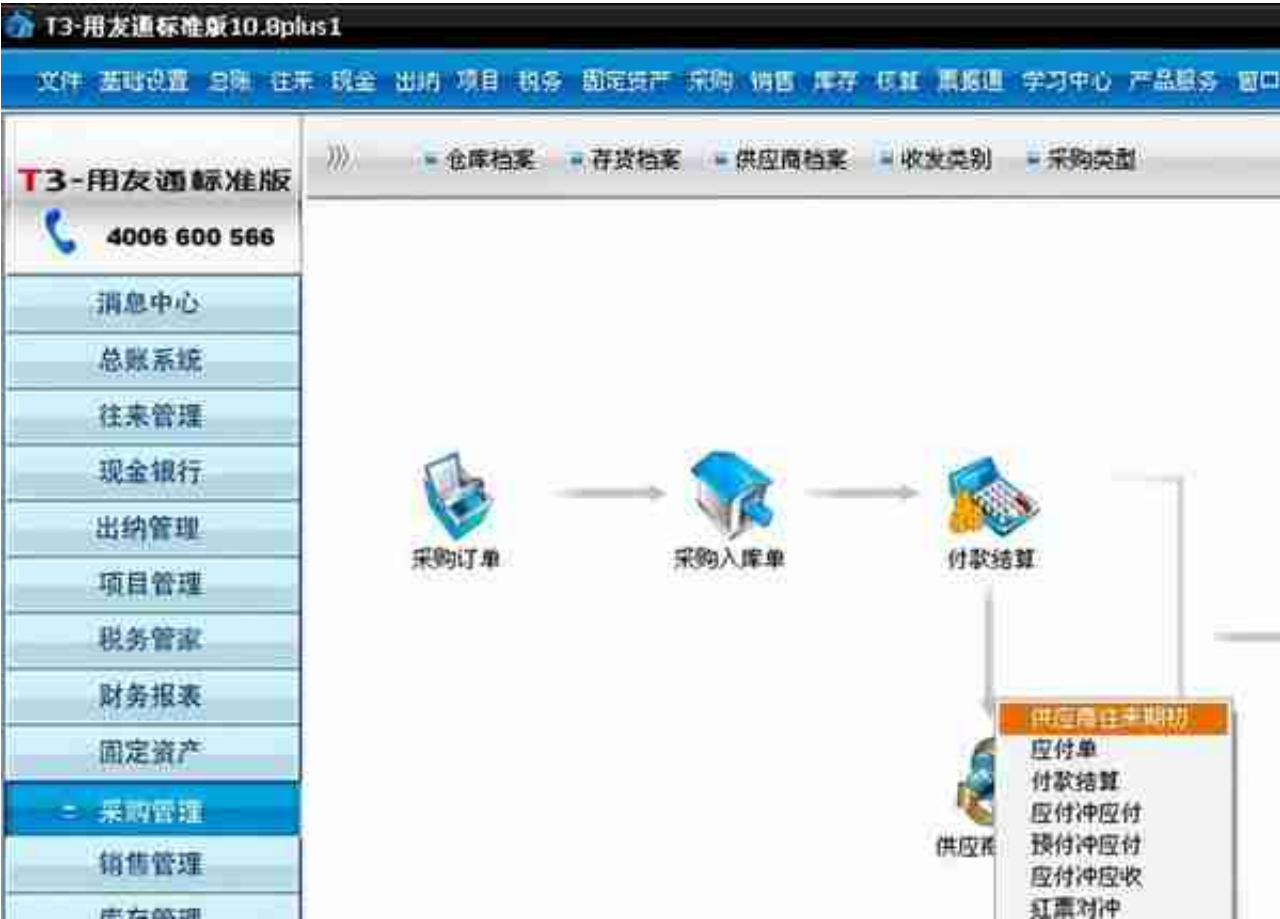 T3-用友通标准版10.8plus1
文件 基础设置 总账 往来 现金 出纳 项目 税务 固定资产 采购 销售 库存 核算 票据通 学习中心 产品服务 窗口
T3-用友通标准版
4006 600 566
》 仓库档案 存货档案 供应商档案 收发类别 采购类型
消息中心
总账系统
往来管理
现金银行
出纳管理
项目管理
税务管家
财务报表
固定资产
采购管理
销售管理
库存管理
采购订单 采购入库单 付款结算
供应商
供应商往来期初
应付单
付款结算
应付冲应付
预付冲应付
应付冲应收
红票对冲